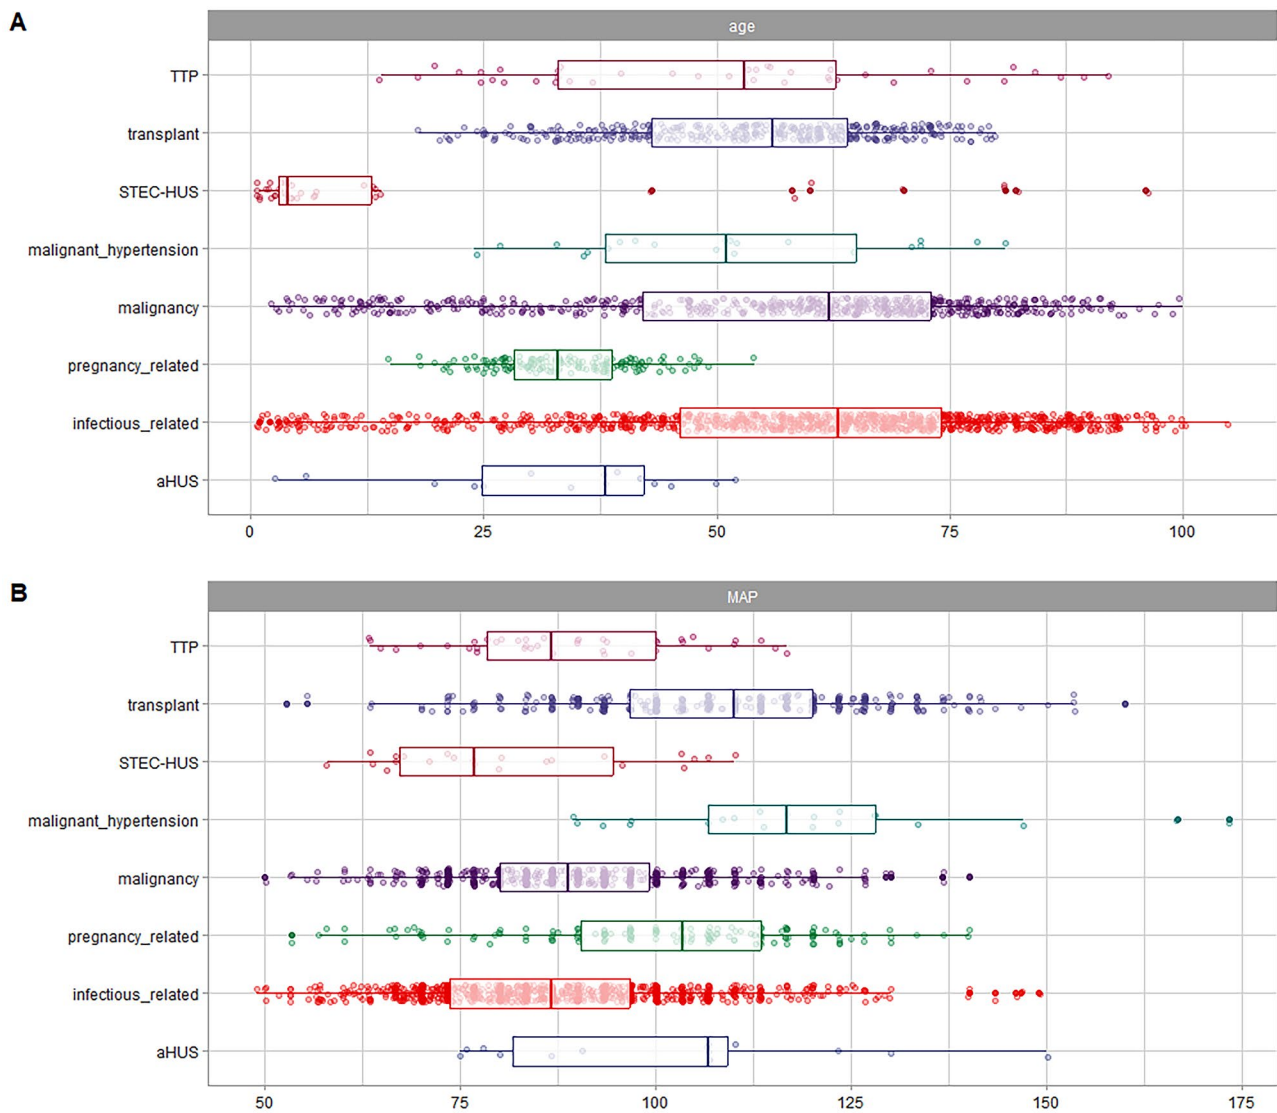 A
age
TTP
transplant
STEC-HUS
malignant_hypertension
malignancy
pregnancy_related
infectious_related
aHUS
0 25 50 75 100
B
MAP
TTP
transplant
STEC-HUS
malignant_hypertension
malignancy
pregnancy_related
infectious_related
aHUS
50 75 100 125 150 175